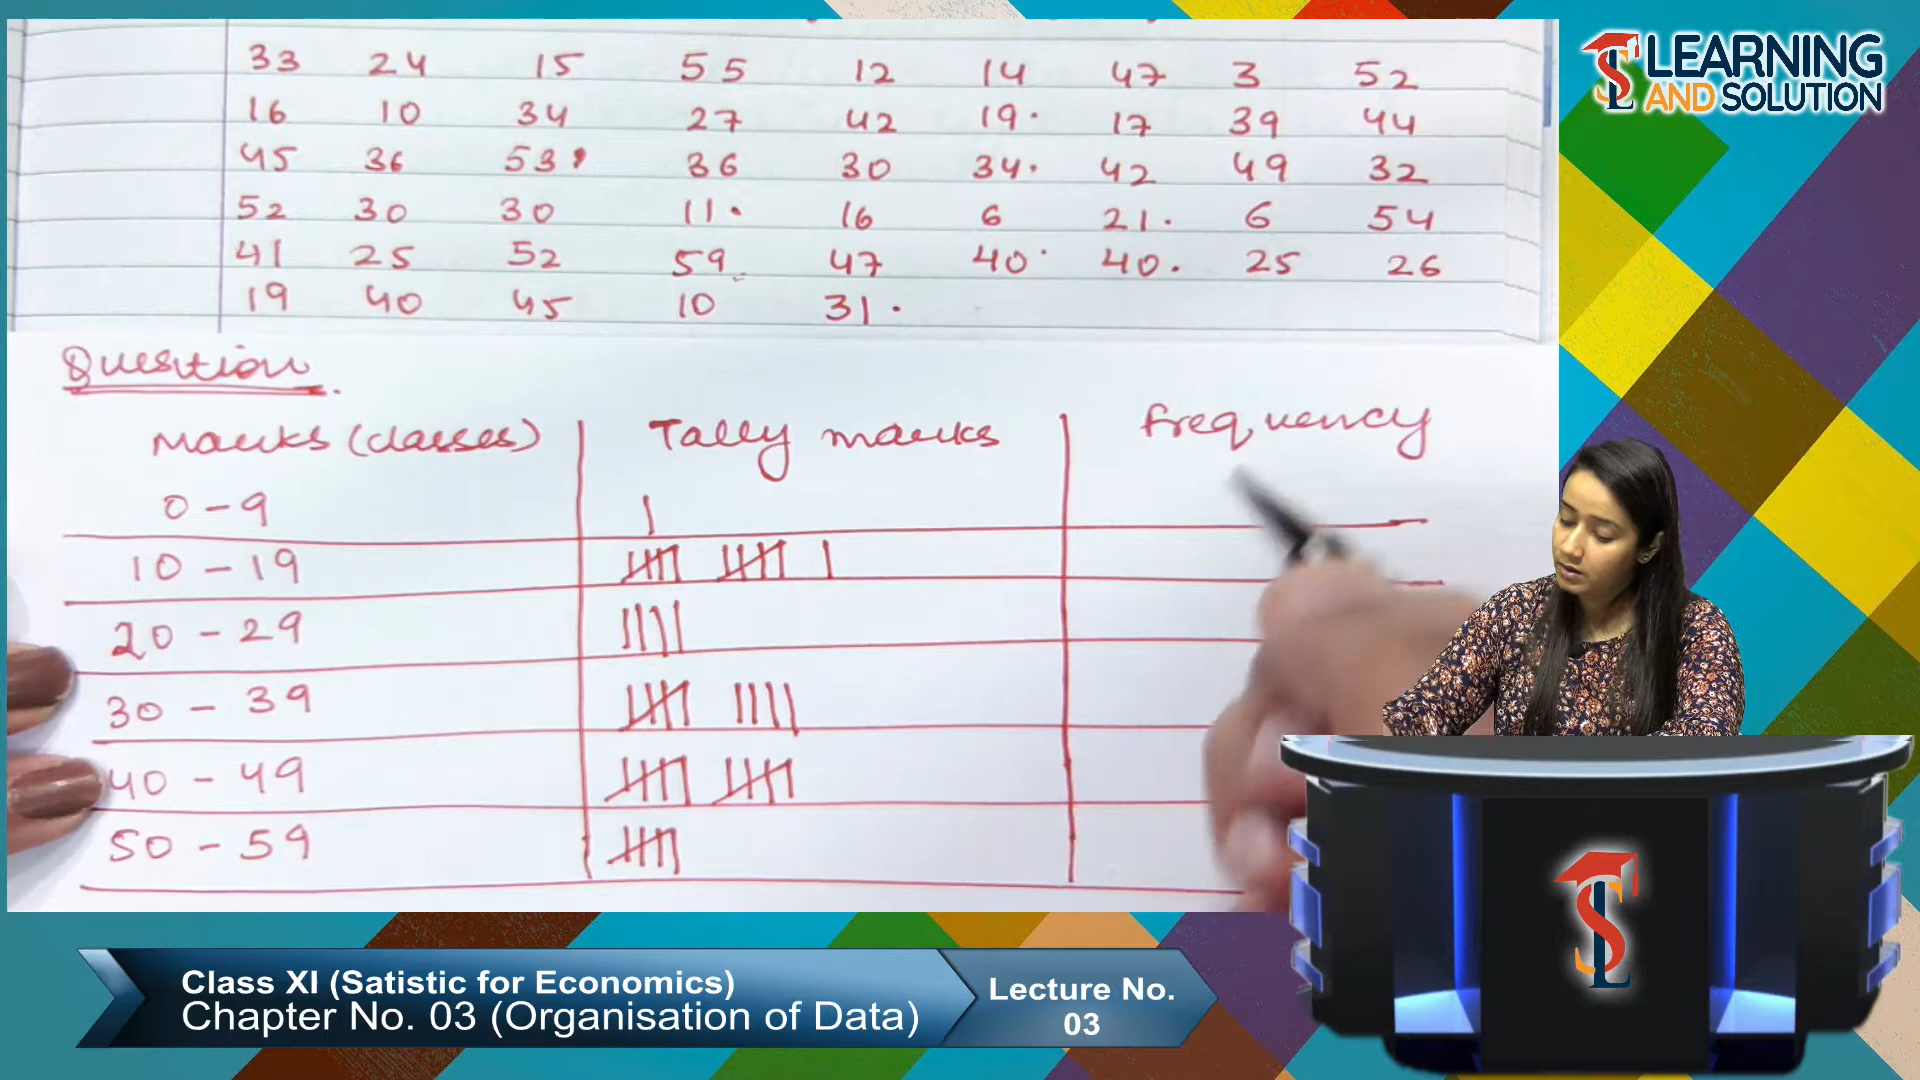 33 24 15 55 12 14 47 3 52
16 10 34 27 42 19 . 17 39 44
45 36 53 36 30 34 . 42 49 32
52 30 30 11 . 16 6 21 . 6 54
41 25 52 59 47 40 . 40 . 25 26
19 40 45 10 31 .
Question .
Marks (classes) Tally marks frequency
0 - 9
10 - 19
20 - 29
30 - 39
40 - 49
50 - 59
LEARNING
AND SOLUTION
SL
Class XI (Satistic for Economics)
Chapter No. 03 (Organisation of Data)
Lecture No.
03